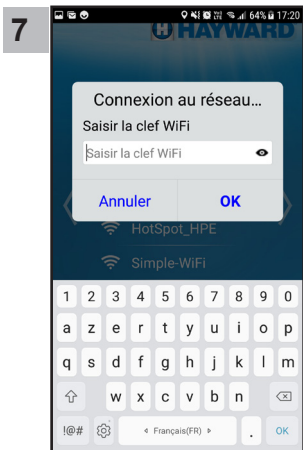 7
64% 17:20
HAYWARD
Connexion au réseau...
Saisir la clef WiFi
Saisir la clef WiFi
Annuler OK
HotSpot_HPE
Simple-WiFi
1 2 3 4 5 6 7 8 9 0
a z e r t y u i o p
q s d f g h j k l m
w x c v b n
!@# Français(FR) . OK